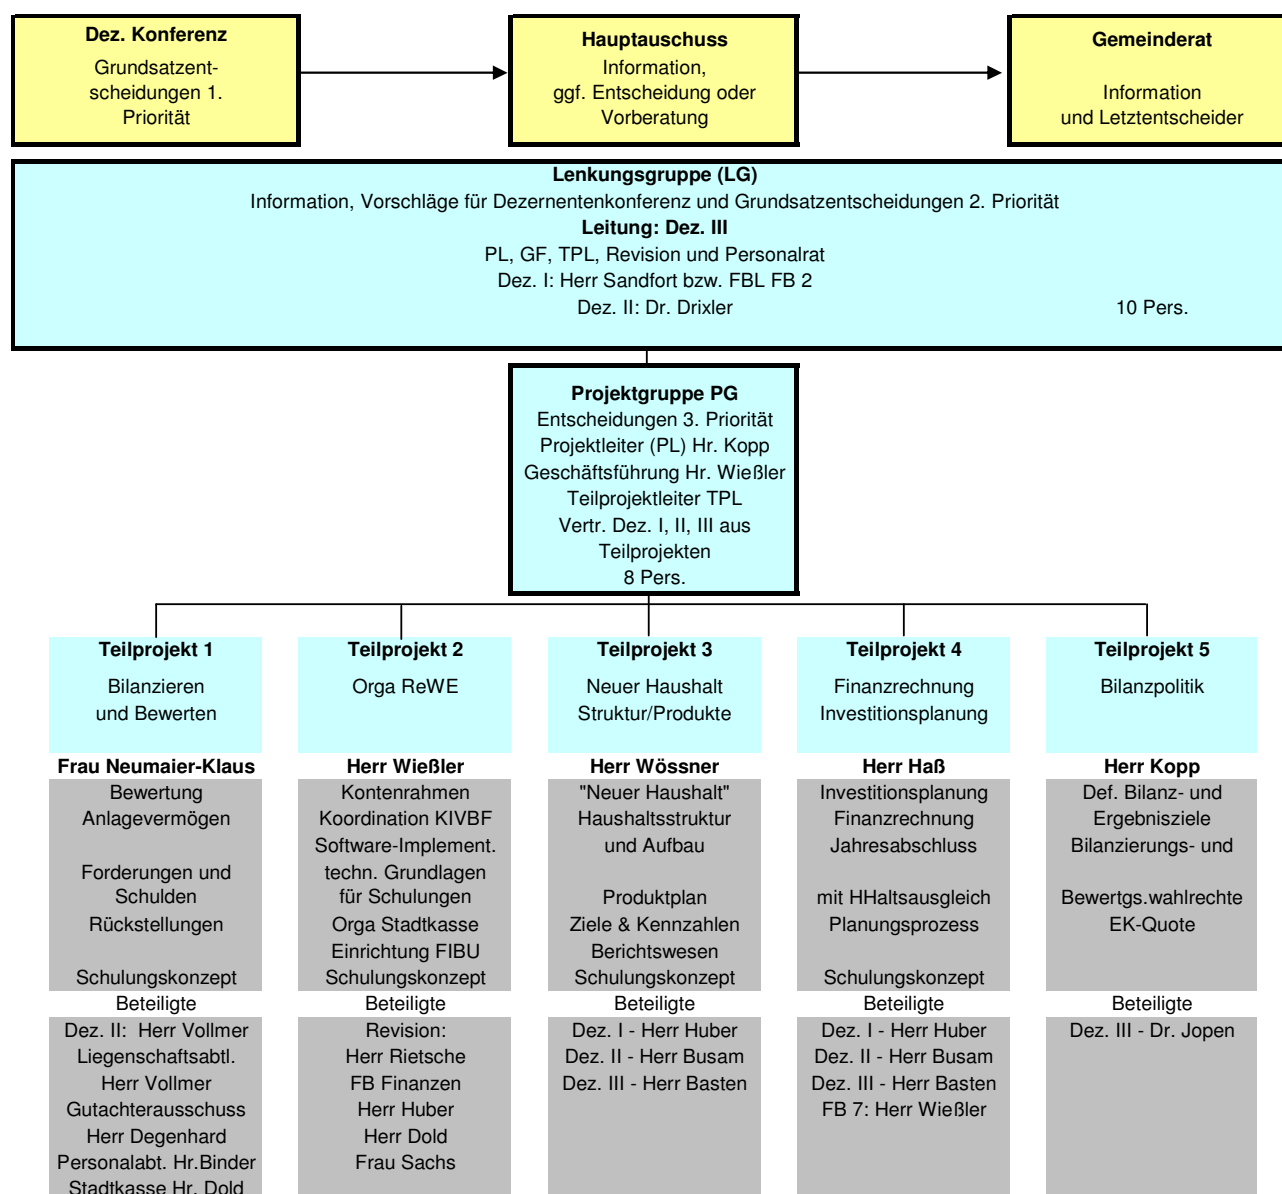 Dez. Konferenz
Grundsatzent-
scheidungen 1.
Priorität
Hauptauschuss
Information,
ggf. Entscheidung oder
Vorberatung
Gemeinderat
Information
und Letztentscheider
Lenkungsgruppe (LG)
Information, Vorschläge für Dezernentenkonferenz und Grundsatzentscheidungen 2. Priorität
Leitung: Dez. III
PL, GF, TPL, Revision und Personalrat
Dez. I: Herr Sandfort bzw. FBL FB 2
Dez. II: Dr. Drixler 10 Pers.
Projektgruppe PG
Entscheidungen 3. Priorität
Projektleiter (PL) Hr. Kopp
Geschäftsführung Hr. Wießler
Teilprojektleiter TPL
Vertr. Dez. I, II, III aus
Teilprojekten
8 Pers.
Teilprojekt 1
Bilanzieren
und Bewerten
Frau Neumaier-Klaus
Bewertung
Anlagevermögen
Forderungen und
Schulden
Rückstellungen
Schulungskonzept
Beteiligte
Dez. II: Herr Vollmer
Liegenschaftsabtl.
Herr Vollmer
Gutachterausschuss
Herr Degenhard
Personalabt. Hr.Binder
Stadtkasse Hr. Dold
Teilprojekt 2
Orga ReWE
Herr Wießler
Kontenrahmen
Koordination KIVBF
Software-Implement.
techn. Grundlagen
für Schulungen
Orga Stadtkasse
Einrichtung FIBU
Schulungskonzept
Beteiligte
Revision:
Herr Rietsche
FB Finanzen
Herr Huber
Herr Dold
Frau Sachs
Teilprojekt 3
Neuer Haushalt
Struktur/Produkte
Herr Wössner
"Neuer Haushalt"
Haushaltsstruktur
und Aufbau
Produktplan
Ziele & Kennzahlen
Berichtswesen
Schulungskonzept
Beteiligte
Dez. I - Herr Huber
Dez. II - Herr Busam
Dez. III - Herr Basten
Teilprojekt 4
Finanzrechnung
Investitionsplanung
Herr Haß
Investitionsplanung
Finanzrechnung
Jahresabschluss
mit HHaltsausgleich
Planungsprozess
Schulungskonzept
Beteiligte
Dez. I - Herr Huber
Dez. II - Herr Busam
Dez. III - Herr Basten
FB 7: Herr Wießler
Teilprojekt 5
Bilanzpolitik
Herr Kopp
Def. Bilanz- und
Ergebnisziele
Bilanzierungs- und
Bewertgs.wahlrechte
EK-Quote
Beteiligte
Dez. III - Dr. Jopen